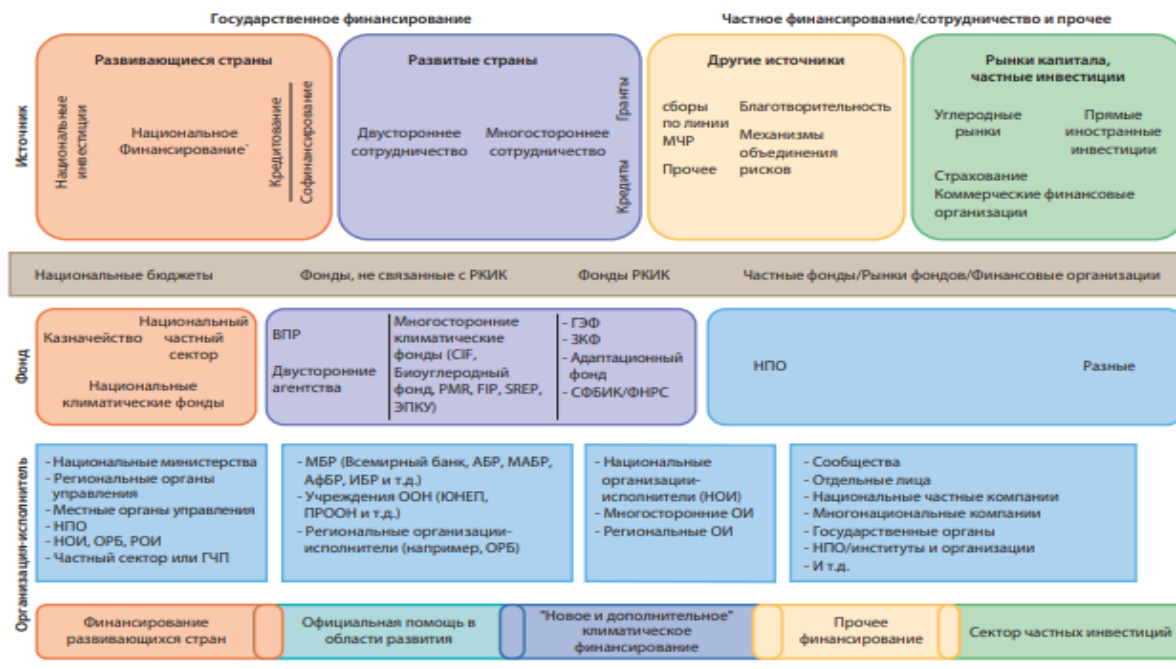 Государственное финансирование
Частное финансирование/сотрудничество и прочее
Источник
Развивающиеся страны
Национальные
инвестиции
Национальное
Финансирование*
Кредитование
Софинансирование
Развитые страны
Двустороннее
сотрудничество
Многостороннее
сотрудничество
Гранты
Кредиты
Другие источники
сборы
по линии
МЧР
Прочее
Благотворительность
Механизмы
объединения
рисков
Рынки капитала,
частные инвестиции
Углеродные
рынки
Прямые
иностранные
инвестиции
Страхование
Коммерческие финансовые
организации
Национальные бюджеты
Фонды, не связанные с РКИК
Фонды РКИК
Частные фонды/Рынки фондов/Финансовые организации
Фонд
Казначейство
Национальный
частный
сектор
Национальные
климатические фонды
ВПР
Двусторонние
агентства
Многосторонние
климатические
фонды (CIF,
Биоуглеродный
фонд, PMR, FIP, SREP,
ЭПКУ)
- ГЭФ
- ЗКФ
- Адаптационный
фонд
- СФБИК/ФНРС
НПО
Разные
Организация-исполнитель
- Национальные министерства
- Региональные органы
управления
- Местные органы управления
- НПО
- НОИ, ОРБ, РОИ
- Частный сектор или ГЧП
- МБР (Всемирный банк, АБР, МАБР,
АфБР, ИБР и т.д.)
- Учреждения ООН (ЮНЕП,
ПРООН и т.д.)
- Региональные организации-
исполнители (например, ОРБ)
- Национальные
организации-
исполнители (НОИ)
- Многосторонние ОИ
- Региональные ОИ
- Сообщества
- Отдельные лица
- Национальные частные компании
- Многонациональные компании
- Государственные органы
- НПО/институты и организации
- И т.д.
Финансирование
развивающихся стран
Официальная помощь в
области развития
"Новое и дополнительное"
климатическое
финансирование
Прочее
финансирование
Сектор частных инвестиций